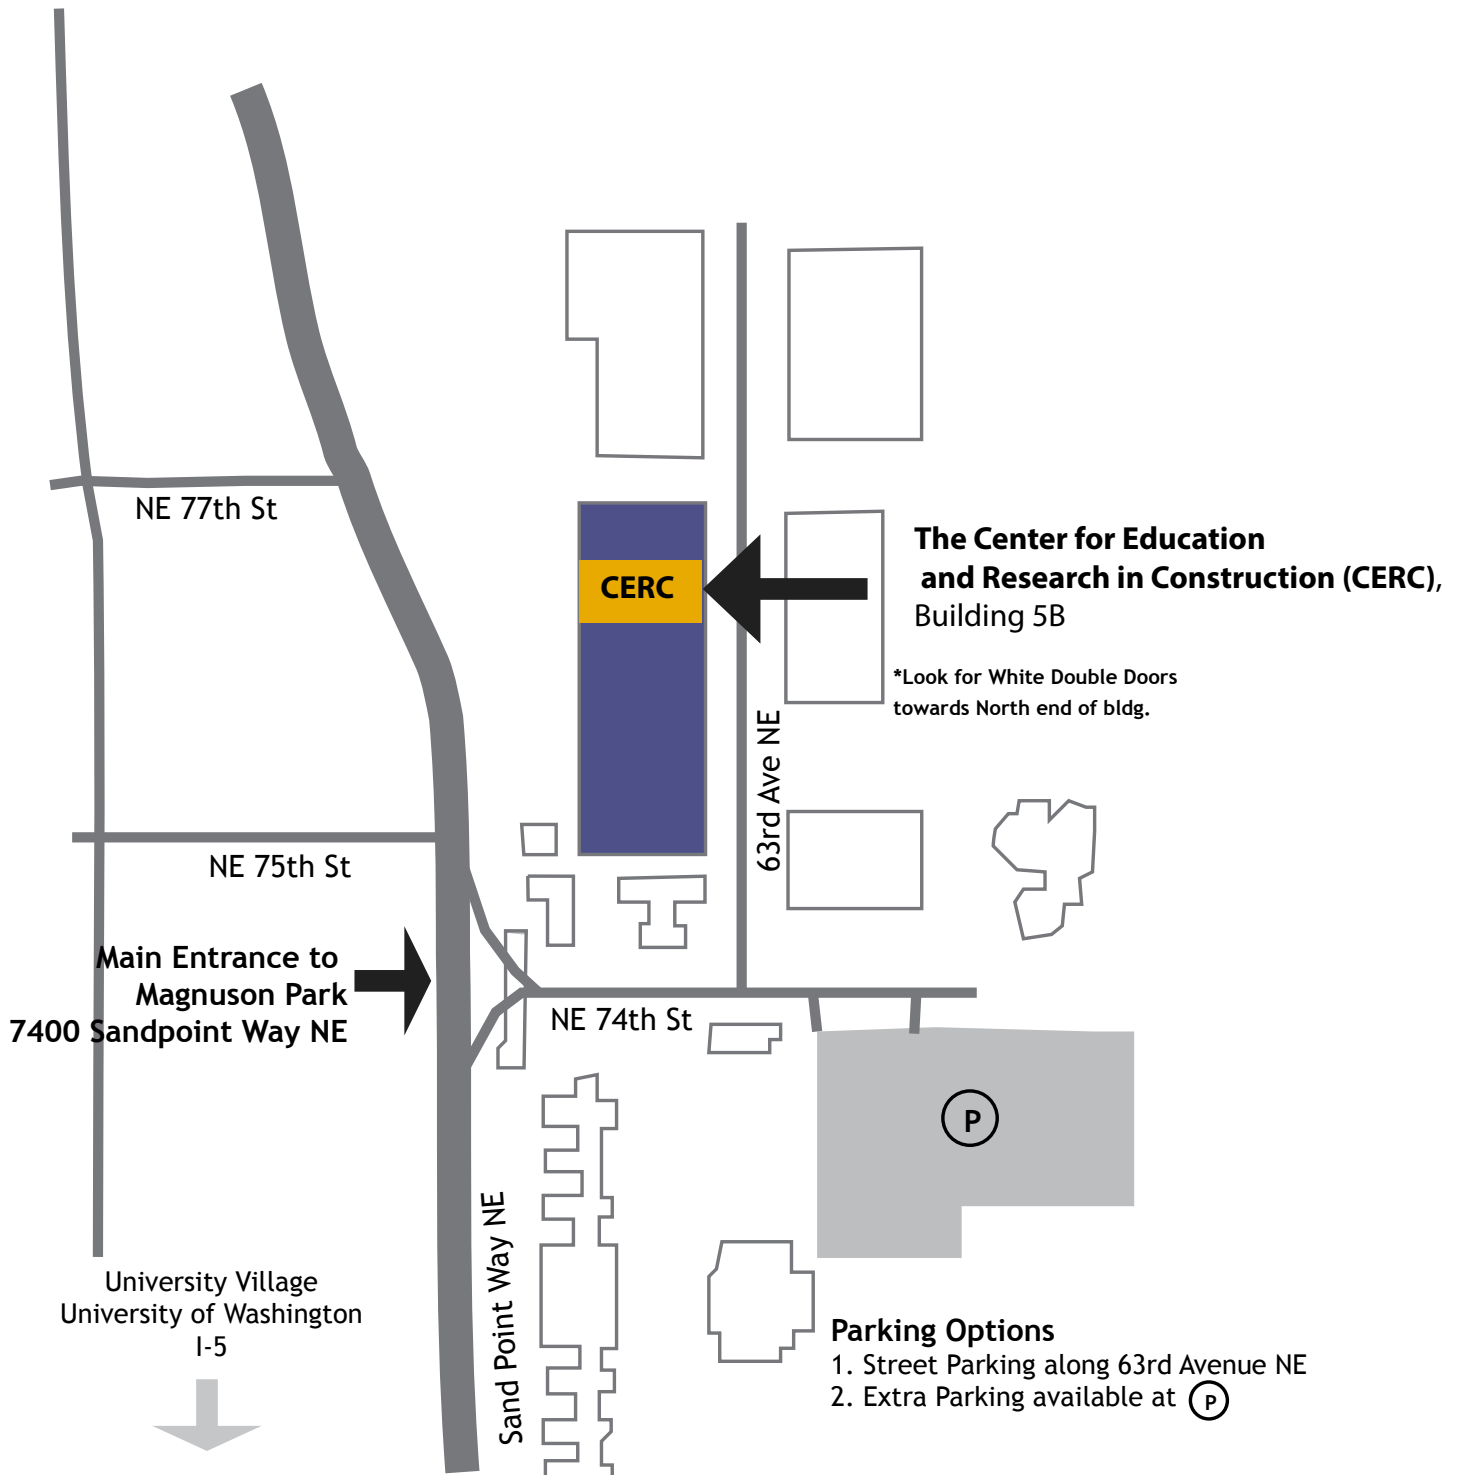 NE 77th St
CERC
The Center for Education
and Research in Construction (CERC),
Building 5B
*Look for White Double Doors
towards North end of bldg.
63rd Ave NE
NE 75th St
Main Entrance to
Magnuson Park
7400 Sandpoint Way NE
NE 74th St
P
Sand Point Way NE
University Village
University of Washington
I-5
Parking Options
1. Street Parking along 63rd Avenue NE
2. Extra Parking available at P